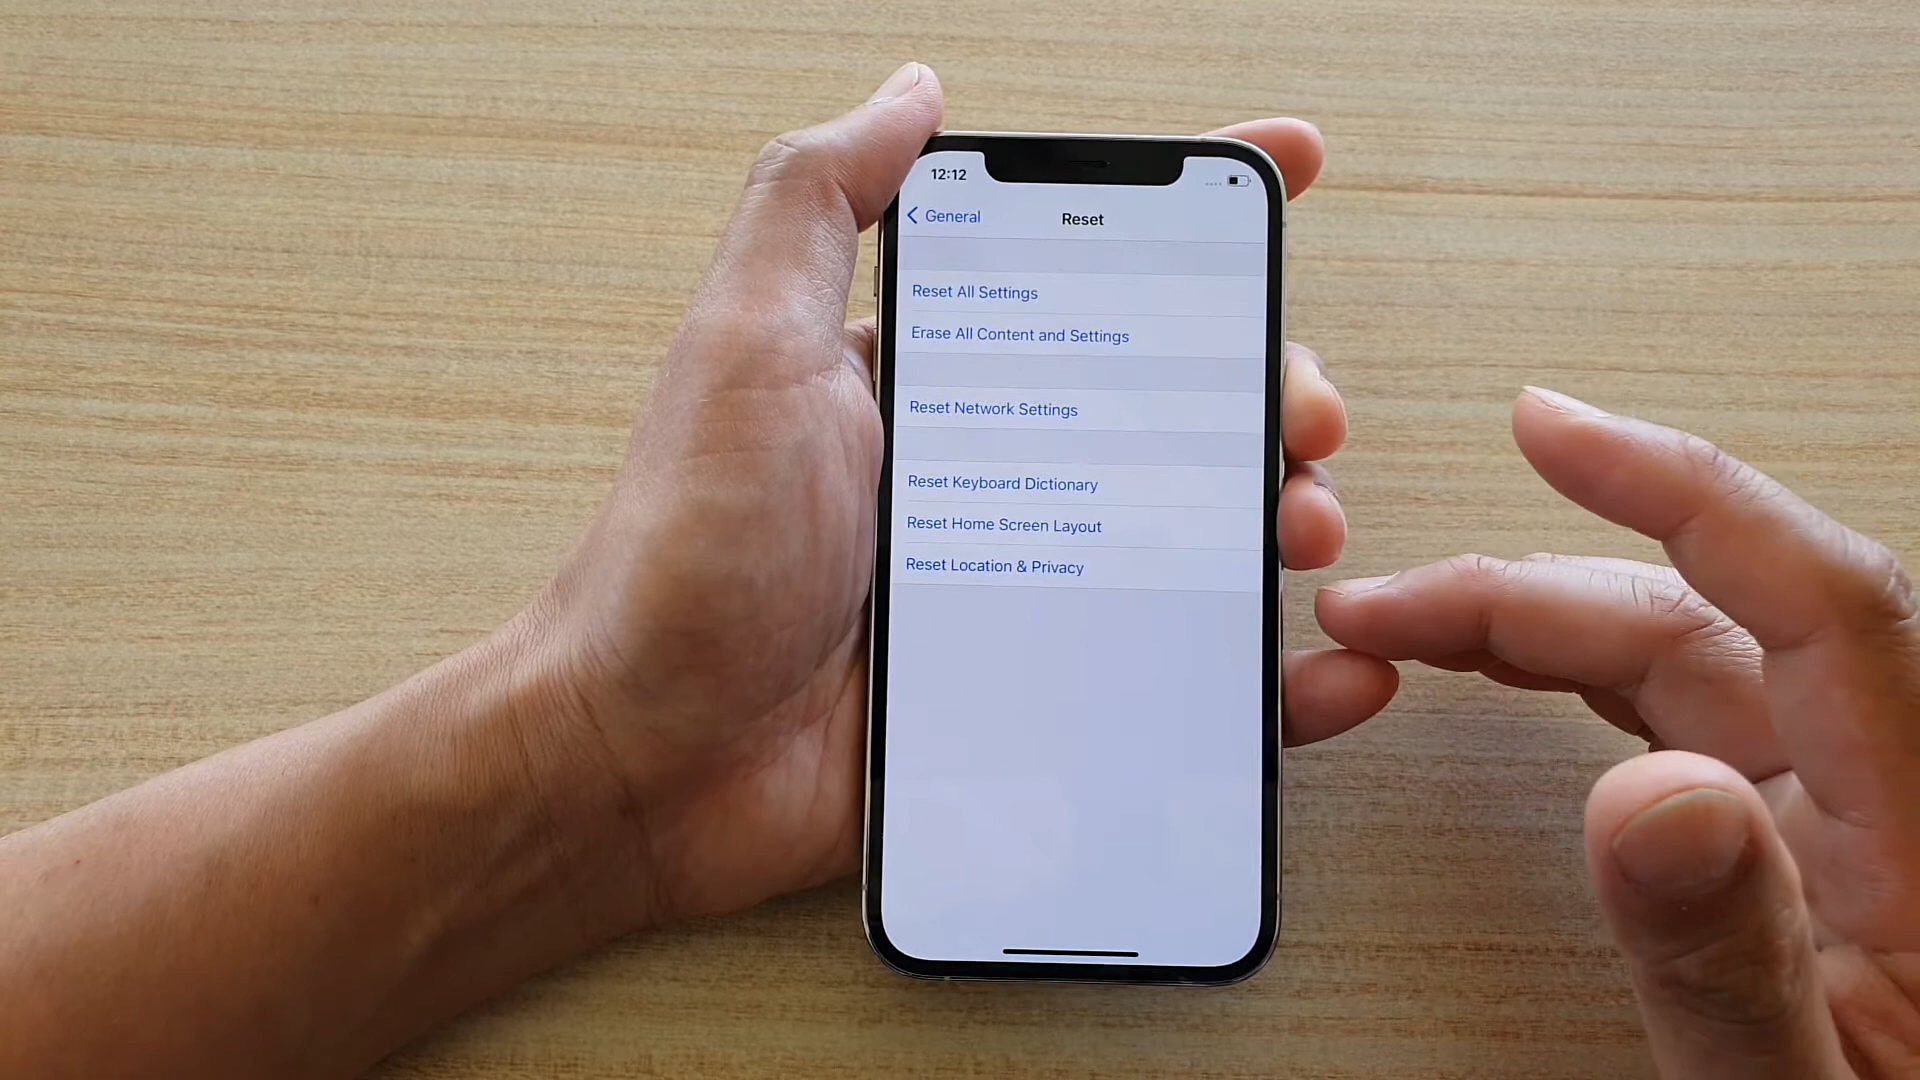 12:12
General
Reset
Reset All Settings
Erase All Content and Settings
Reset Network Settings
Reset Keyboard Dictionary
Reset Home Screen Layout
Reset Location & Privacy